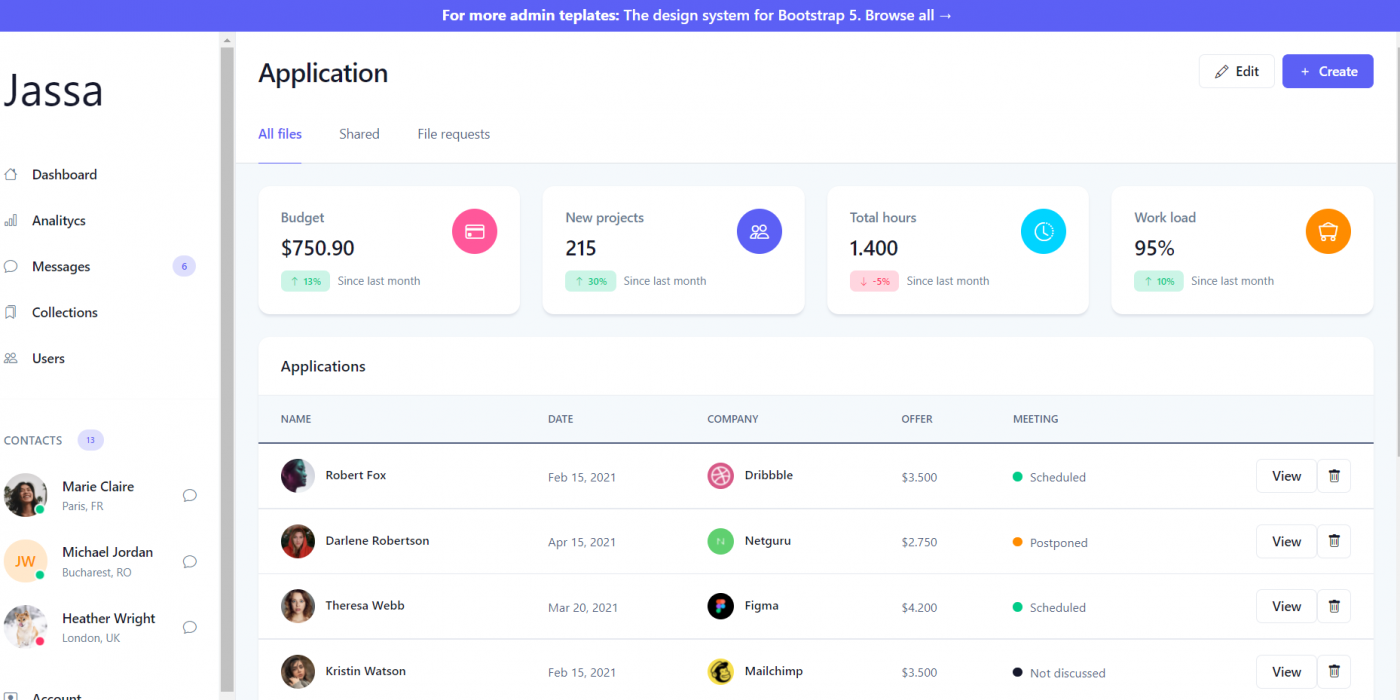 For more admin teplates: The design system for Bootstrap 5. Browse all →
Jassa
Dashboard
Analitycs
Messages 6
Collections
Users
CONTACTS 13
Marie Claire
Paris, FR
JW
Michael Jordan
Bucharest, RO
Heather Wright
London, UK
Account
Application
Edit
+ Create
All files Shared File requests
Budget
$750.90
↑ 13% Since last month
New projects
215
↑ 30% Since last month
Total hours
1.400
↓ -5% Since last month
Work load
95%
↑ 10% Since last month
Applications
NAME DATE COMPANY OFFER MEETING
Robert Fox Feb 15, 2021 Dribbble $3.500 Scheduled View
Darlene Robertson Apr 15, 2021 N Netguru $2.750 Postponed View
Theresa Webb Mar 20, 2021 Figma $4.200 Scheduled View
Kristin Watson Feb 15, 2021 Mailchimp $3.500 Not discussed View